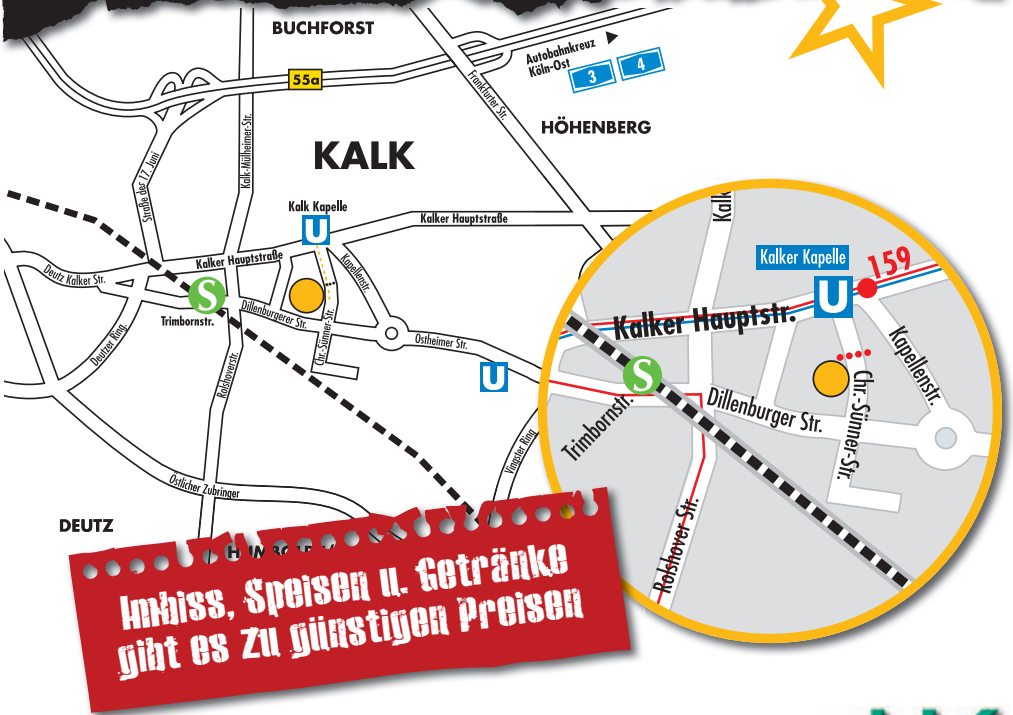 BUCHFORST
Autobahnkreuz
Köln-Ost
3
4
55a
Frankfurter Str.
HÖHENBERG
KALK
Kalk-Mülheimer-Str.
Straße der 17. Juni
Kalk Kapelle
U
Kalker Hauptstraße
Kalker Hauptstraße
Kapellenstr.
Deutz Kalker Str.
S
Trimbornstr.
Dillenburgerer Str.
Chr.-Sünner-Str.
Ostheimer Str.
U
Deutzer Ring
Rolshoverstr.
Vingster Ring
Östlicher Zubringer
DEUTZ
Kalk
Kalker Kapelle
U
159
Kalker Hauptstr.
Kapellenstr.
S
Trimbornstr.
Dillenburger Str.
Chr.-Sünner-Str.
Rolshover Str.
Imbiss, Speisen u. Getränke
gibt es zu günstigen Preisen